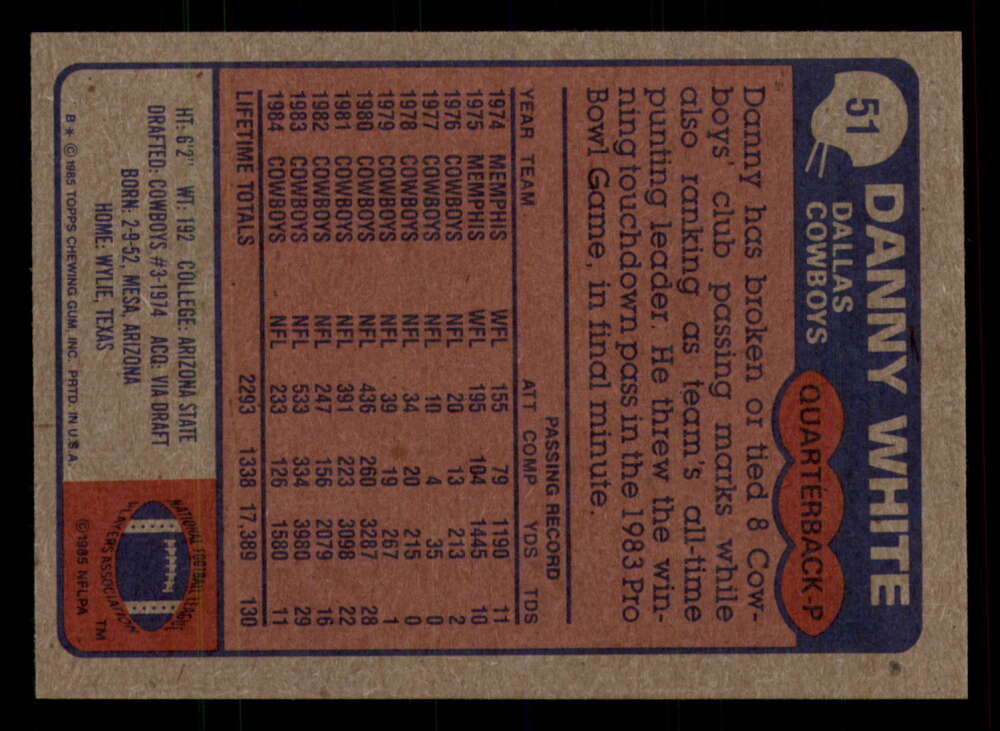 51
DANNY WHITE
DALLAS
COWBOYS
QUARTERBACK-P
Danny has broken or tied 8 Cow-
boys' club passing marks while
also ranking as team's all-time
punting leader. He threw the win-
ning touchdown pass in the 1983 Pro
Bowl Game, in final minute.
PASSING RECORD
YEAR TEAM ATT COMP YDS TDS
1974 MEMPHIS WFL 155 79 1190 11
1975 MEMPHIS WFL 195 104 1445 10
1976 COWBOYS NFL 20 13 213 2
1977 COWBOYS NFL 10 4 35 0
1978 COWBOYS NFL 34 20 215 0
1979 COWBOYS NFL 39 19 267 1
1980 COWBOYS NFL 436 260 3287 28
1981 COWBOYS NFL 391 223 3098 22
1982 COWBOYS NFL 247 156 2079 16
1983 COWBOYS NFL 533 334 3980 29
1984 COWBOYS NFL 233 126 1580 11
LIFETIME TOTALS 2293 1338 17,389 130
HT: 6'2" WT: 192 COLLEGE: ARIZONA STATE
DRAFTED: COWBOYS #3-1974 ACQ. VIA DRAFT
BORN: 2-9-52, MESA, ARIZONA
HOME: WYLIE, TEXAS
B* © 1985 TOPPS CHEWING GUM, INC. PRTD. IN U.S.A.
NATIONAL FOOTBALL LEAGUE
PLAYERS ASSOCIATION
TM
© 1985 NFLPA